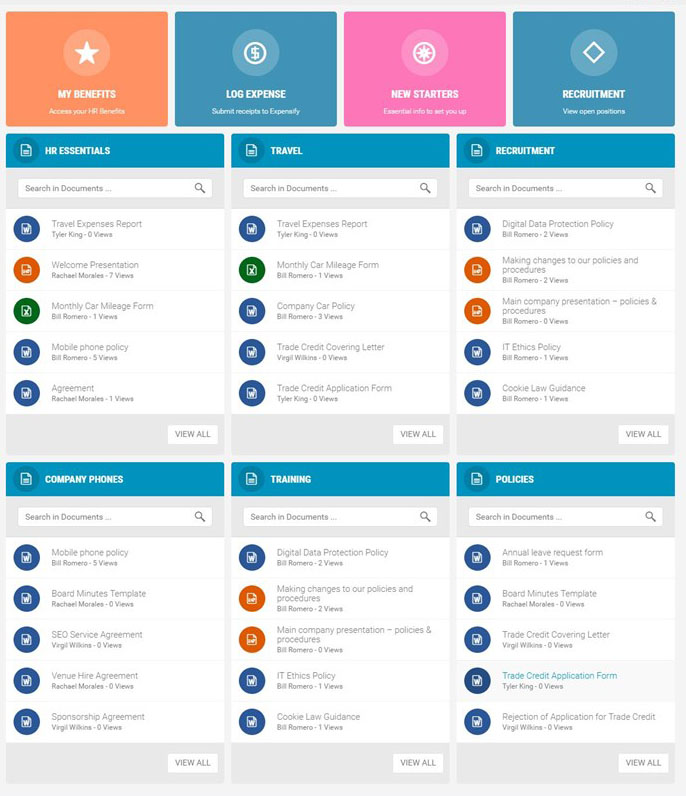 MY BENEFITS
Access your HR Benefits
LOG EXPENSE
Submit receipts to Expensify
NEW STARTERS
Essential info to set you up
RECRUITMENT
View open positions
HR ESSENTIALS
Search in Documents ...
Travel Expenses Report
Tyler King - 0 Views
Welcome Presentation
Rachael Morales - 7 Views
Monthly Car Mileage Form
Bill Romero - 1 Views
Mobile phone policy
Bill Romero - 5 Views
Agreement
Rachael Morales - 1 Views
VIEW ALL
TRAVEL
Search in Documents ...
Travel Expenses Report
Tyler King - 0 Views
Monthly Car Mileage Form
Bill Romero - 1 Views
Company Car Policy
Bill Romero - 3 Views
Trade Credit Covering Letter
Virgil Wilkins - 0 Views
Trade Credit Application Form
Tyler King - 0 Views
VIEW ALL
RECRUITMENT
Search in Documents ...
Digital Data Protection Policy
Bill Romero - 2 Views
Making changes to our policies and
procedures
Bill Romero - 2 Views
Main company presentation – policies &
procedures
Bill Romero - 0 Views
IT Ethics Policy
Bill Romero - 1 Views
Cookie Law Guidance
Bill Romero - 1 Views
VIEW ALL
COMPANY PHONES
Search in Documents ...
Mobile phone policy
Bill Romero - 5 Views
Board Minutes Template
Rachael Morales - 0 Views
SEO Service Agreement
Virgil Wilkins - 0 Views
Venue Hire Agreement
Rachael Morales - 0 Views
Sponsorship Agreement
Virgil Wilkins - 0 Views
VIEW ALL
TRAINING
Search in Documents ...
Digital Data Protection Policy
Bill Romero - 2 Views
Making changes to our policies and
procedures
Bill Romero - 2 Views
Main company presentation – policies &
procedures
Bill Romero - 0 Views
IT Ethics Policy
Bill Romero - 1 Views
Cookie Law Guidance
Bill Romero - 1 Views
VIEW ALL
POLICIES
Search in Documents ...
Annual leave request form
Bill Romero - 1 Views
Board Minutes Template
Rachael Morales - 0 Views
Trade Credit Covering Letter
Virgil Wilkins - 0 Views
Trade Credit Application Form
Tyler King - 0 Views
Rejection of Application for Trade Credit
Virgil Wilkins - 0 Views
VIEW ALL